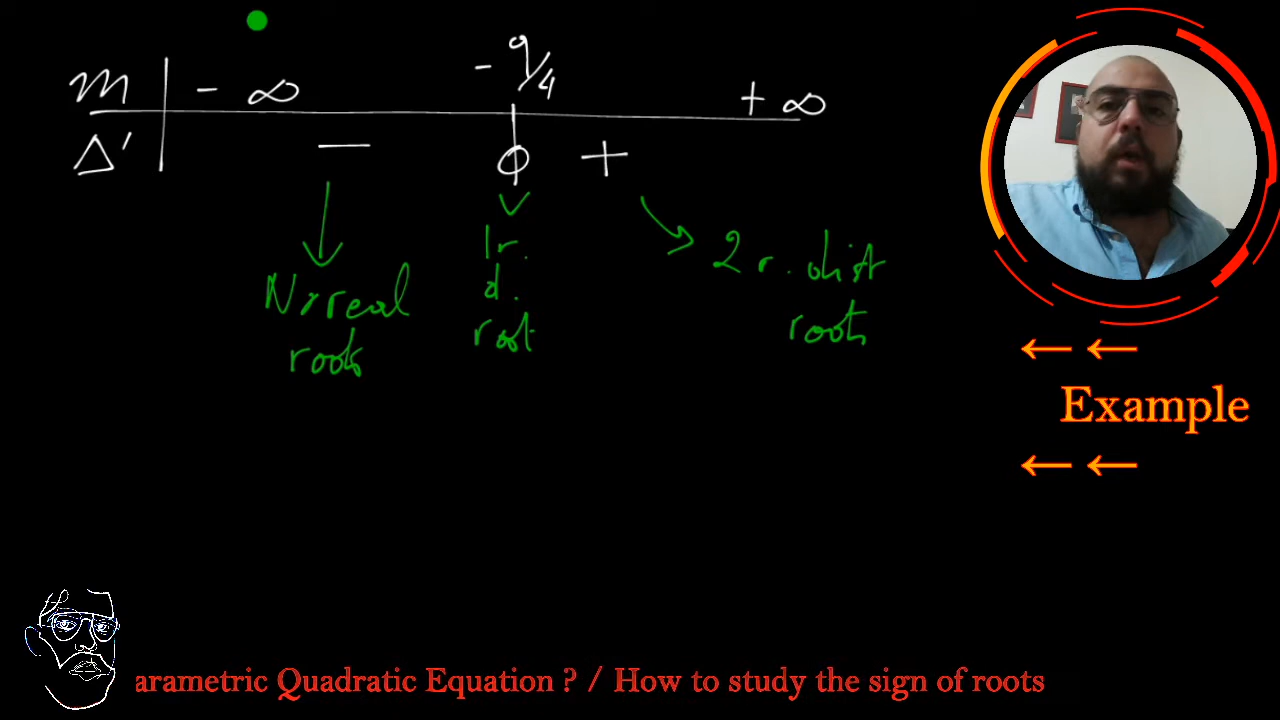 m - ∞ - 9/4 + ∞
Δ' — 0 +
No real roots
1 r. d. root
2 r. dist roots
← ←
Example
← ←
arametric Quadratic Equation ? / How to study the sign of roots